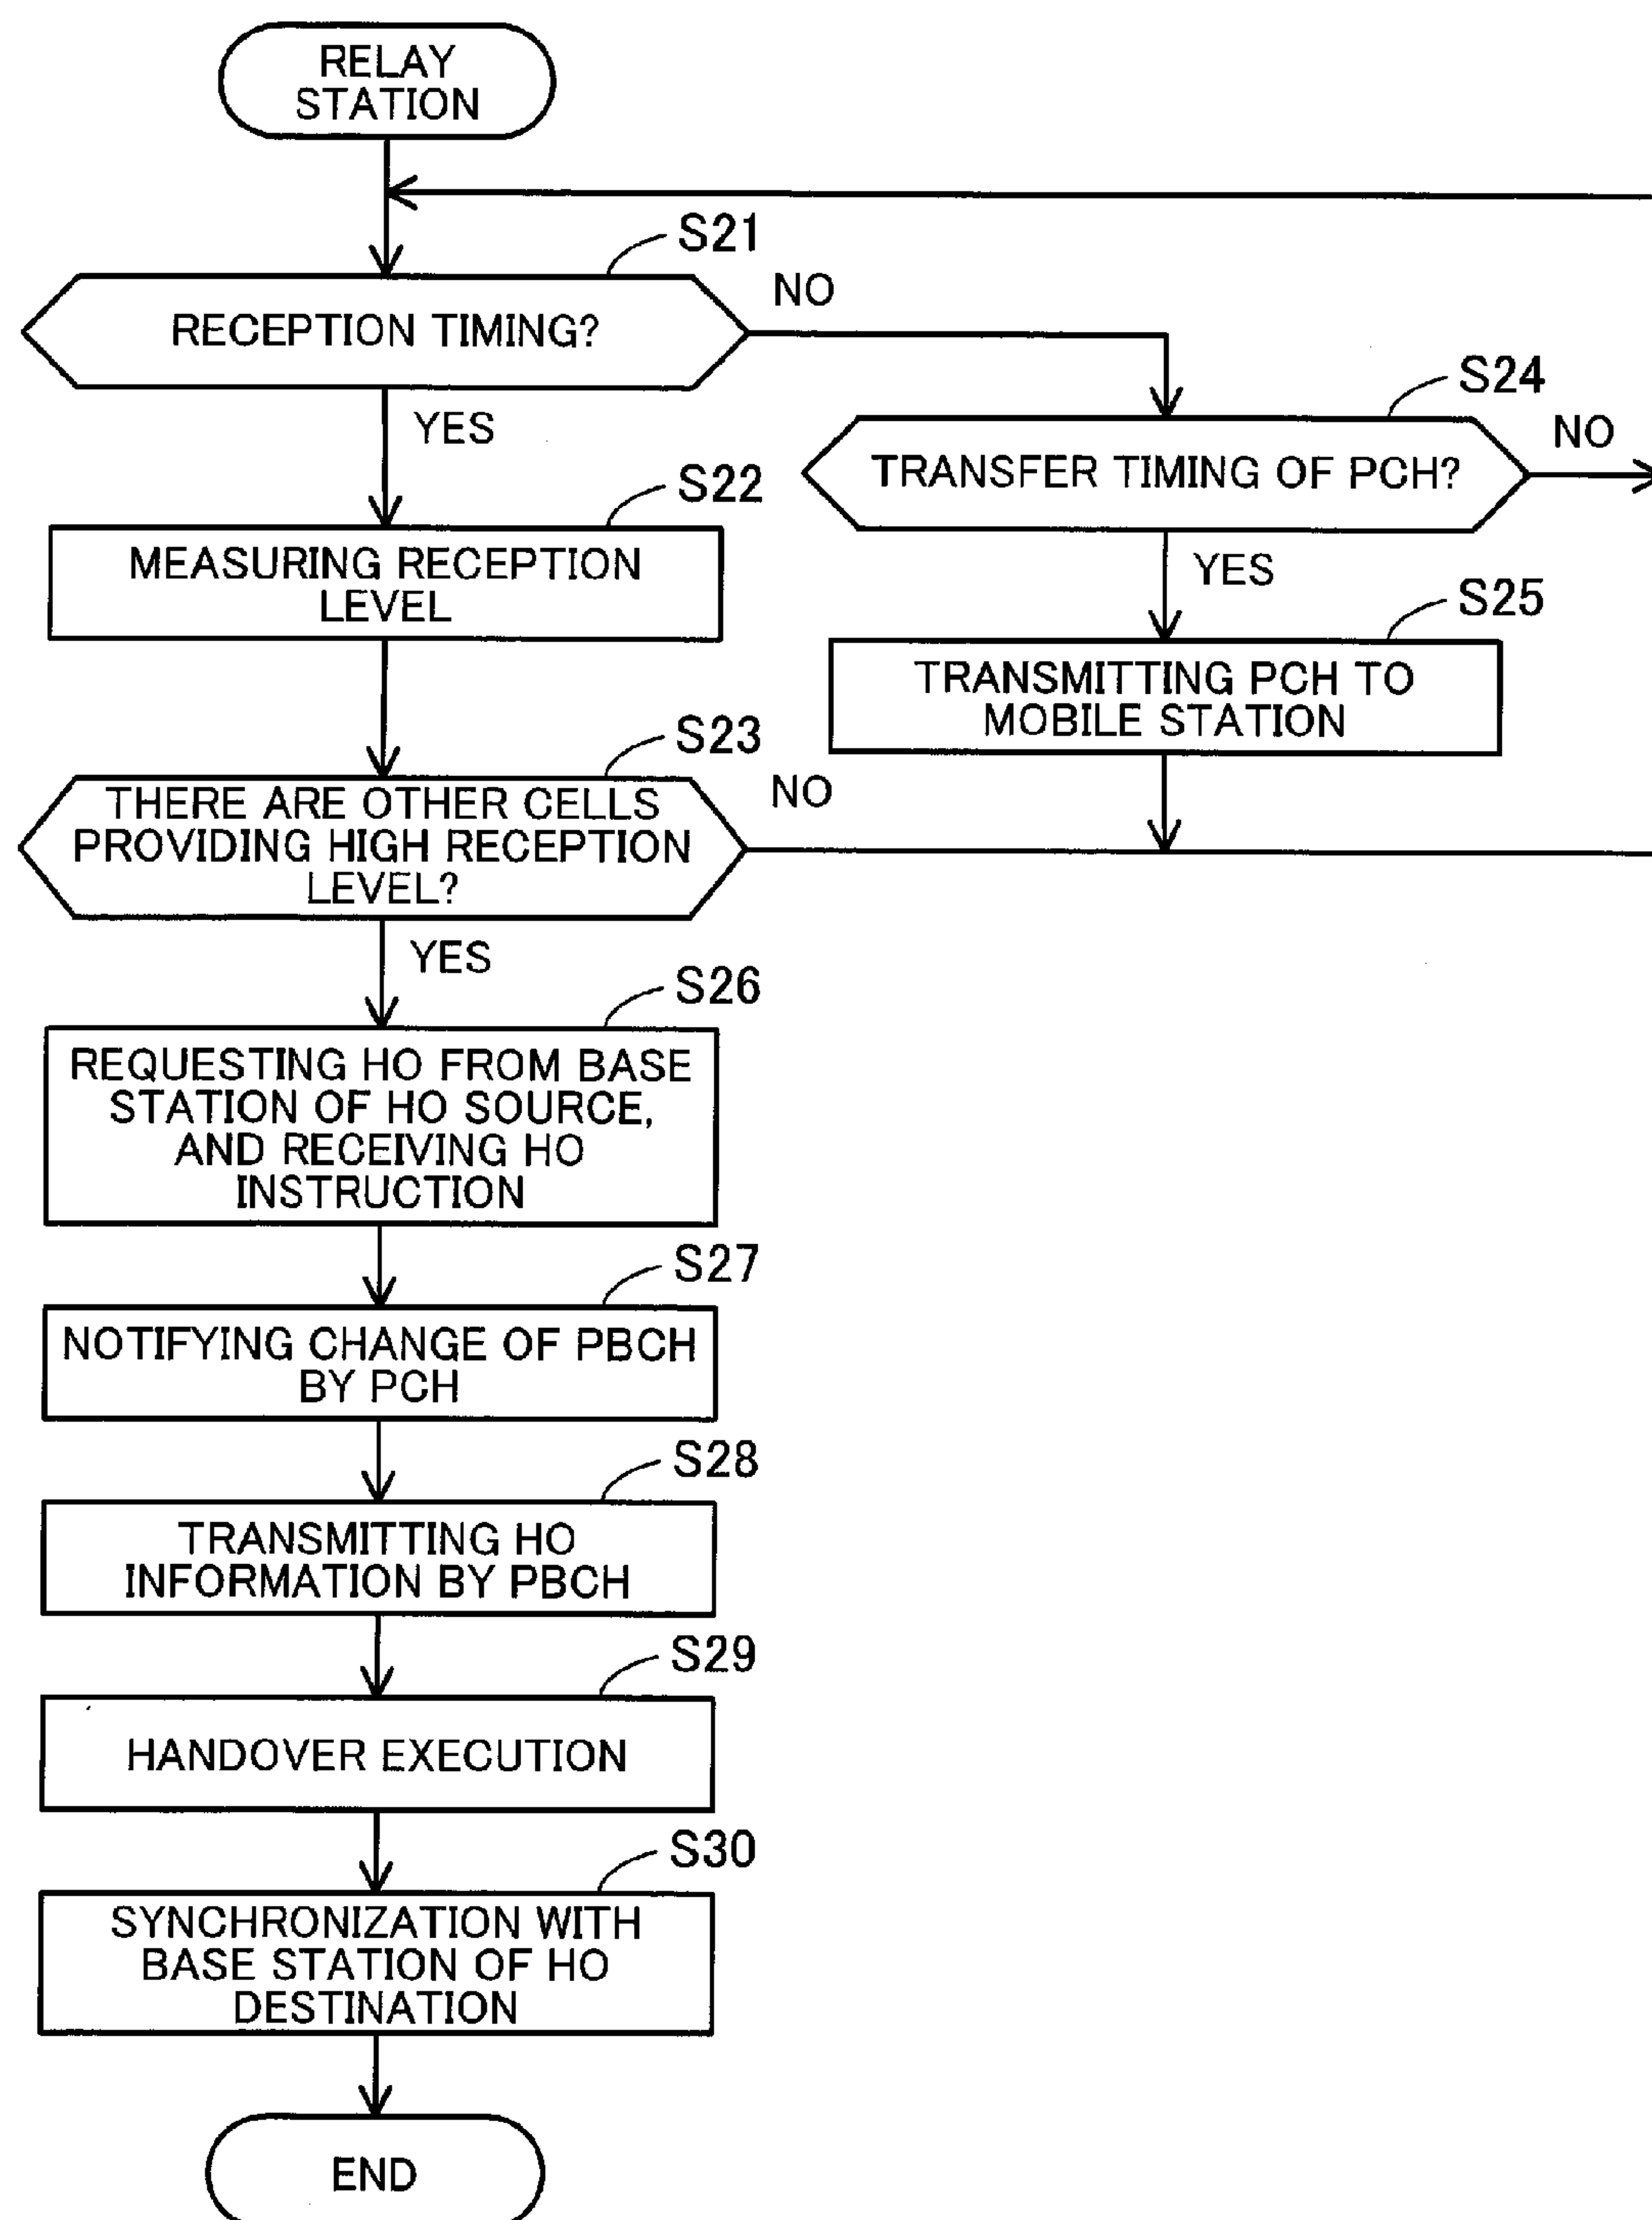 RELAY
STATION
S21
RECEPTION TIMING?
NO
YES
S24
TRANSFER TIMING OF PCH?
NO
YES
S22
MEASURING RECEPTION
LEVEL
S25
TRANSMITTING PCH TO
MOBILE STATION
S23
THERE ARE OTHER CELLS
PROVIDING HIGH RECEPTION
LEVEL?
NO
YES
S26
REQUESTING HO FROM BASE
STATION OF HO SOURCE,
AND RECEIVING HO
INSTRUCTION
S27
NOTIFYING CHANGE OF PBCH
BY PCH
S28
TRANSMITTING HO
INFORMATION BY PBCH
S29
HANDOVER EXECUTION
S30
SYNCHRONIZATION WITH
BASE STATION OF HO
DESTINATION
END